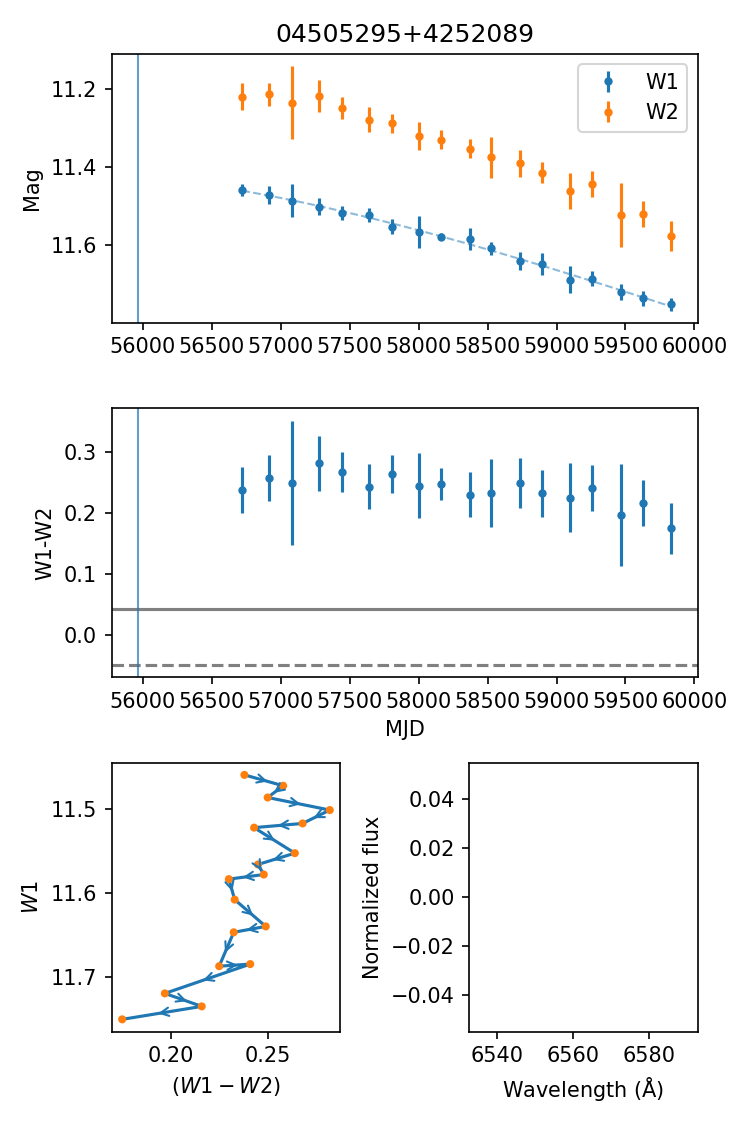 04505295+4252089
W1
W2
Mag
11.2
11.4
11.6
56000 56500 57000 57500 58000 58500 59000 59500 60000
W1-W2
0.3
0.2
0.1
0.0
56000 56500 57000 57500 58000 58500 59000 59500 60000
MJD
W1
11.5
11.6
11.7
0.20 0.25
(W1 − W2)
Normalized flux
0.04
0.02
0.00
−0.02
−0.04
6540 6560 6580
Wavelength (Å)